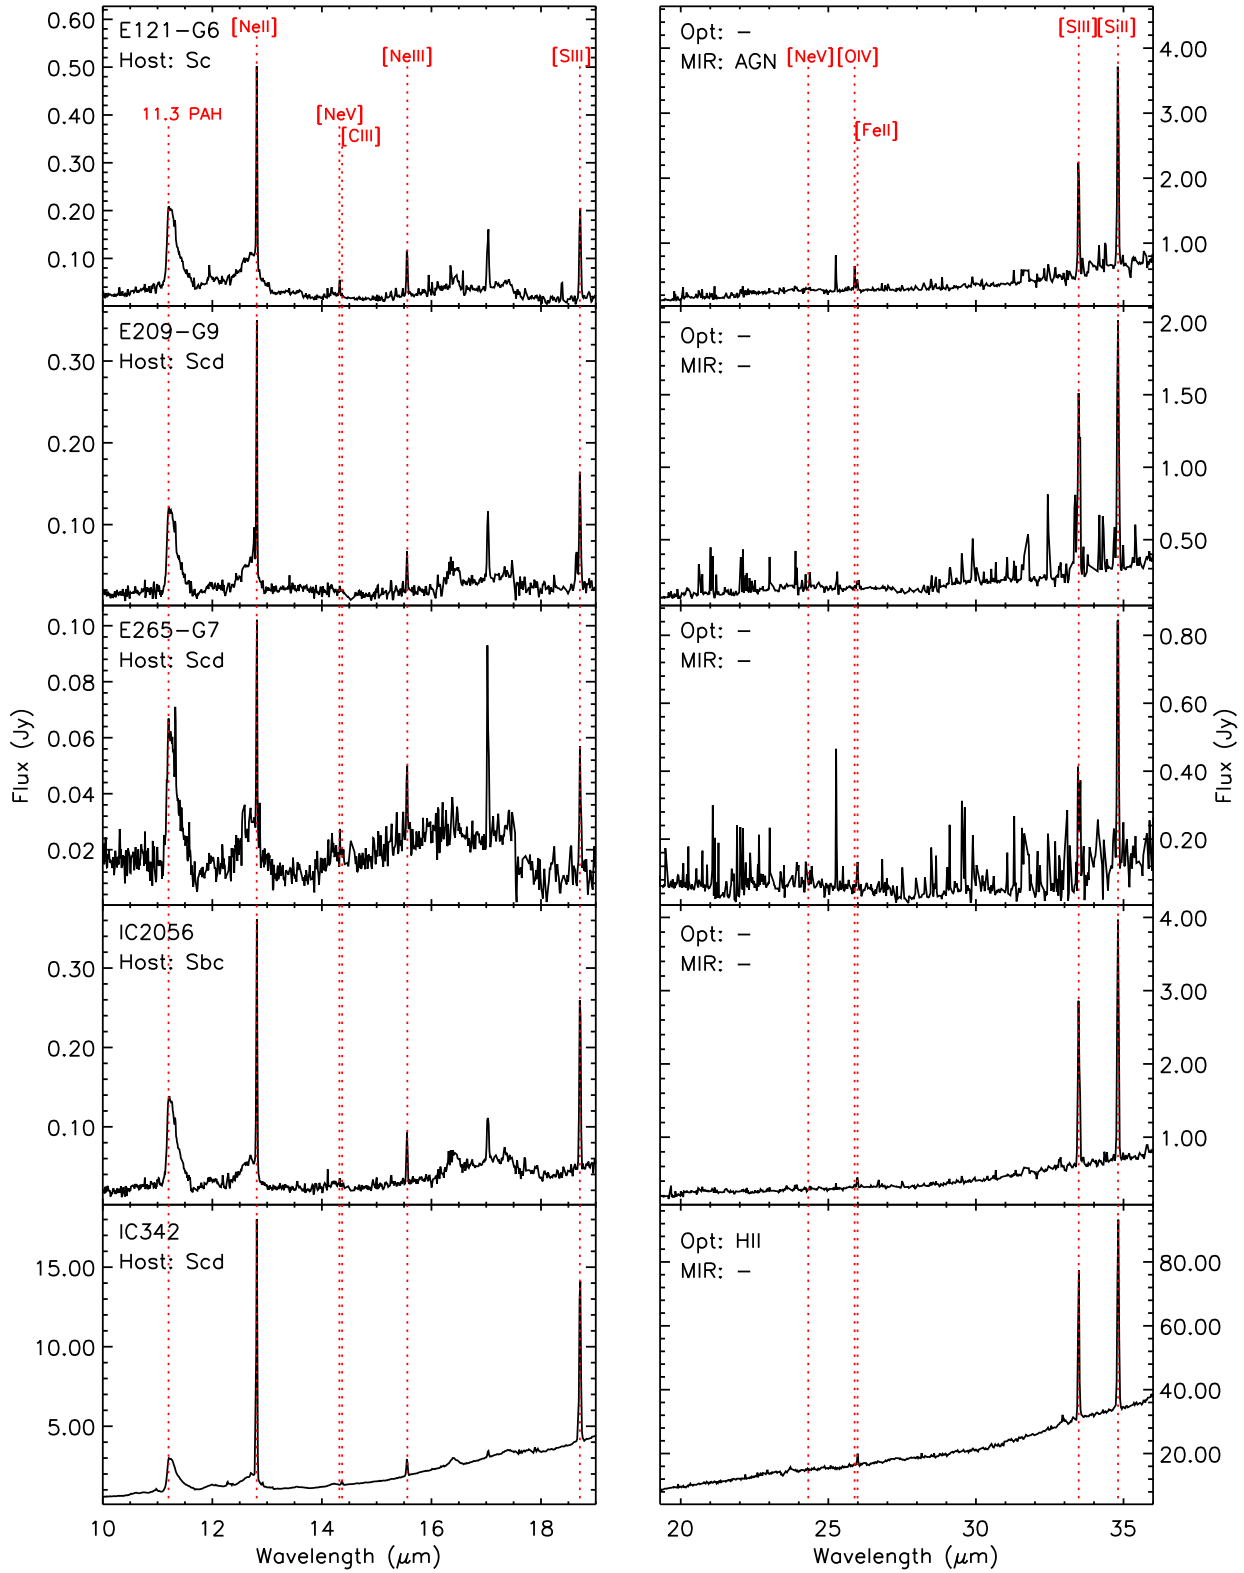 E121-G6
Host: Sc
[NeII]
[NeIII]
[SIII]
11.3 PAH
[NeV]
[CIII]
0.60
0.50
0.40
0.30
0.20
0.10
Opt: -
MIR: AGN
[NeV]
[OIV]
[FeII]
[SIII]
[SiII]
4.00
3.00
2.00
1.00
E209-G9
Host: Scd
0.30
0.20
0.10
Opt: -
MIR: -
2.00
1.50
1.00
0.50
E265-G7
Host: Scd
0.10
0.08
0.06
0.04
0.02
Flux (Jy)
Opt: -
MIR: -
0.80
0.60
0.40
0.20
Flux (Jy)
IC2056
Host: Sbc
0.30
0.20
0.10
Opt: -
MIR: -
4.00
3.00
2.00
1.00
IC342
Host: Scd
15.00
10.00
5.00
Opt: HII
MIR: -
80.00
60.00
40.00
20.00
10 12 14 16 18
Wavelength (μm)
20 25 30 35
Wavelength (μm)